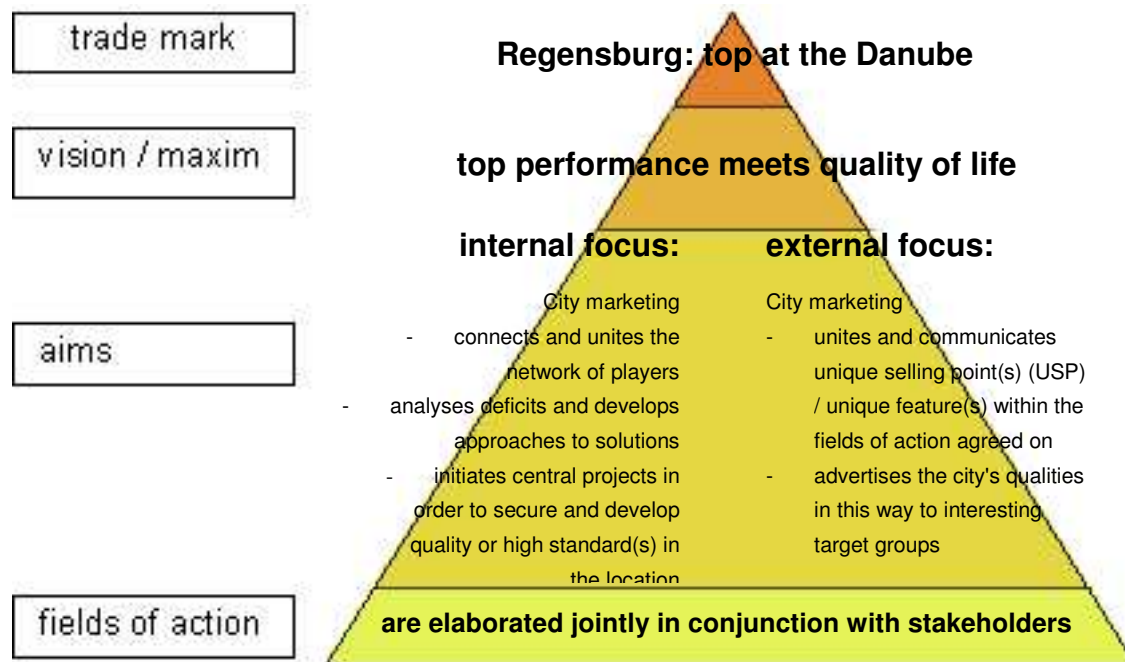 trade mark
Regensburg: top at the Danube
vision / maxim
top performance meets quality of life
aims
internal focus:
City marketing
- connects and unites the
network of players
- analyses deficits and develops
approaches to solutions
- initiates central projects in
order to secure and develop
quality or high standard(s) in
the location
external focus:
City marketing
- unites and communicates
unique selling point(s) (USP)
/ unique feature(s) within the
fields of action agreed on
- advertises the city's qualities
in this way to interesting
target groups
fields of action
are elaborated jointly in conjunction with stakeholders